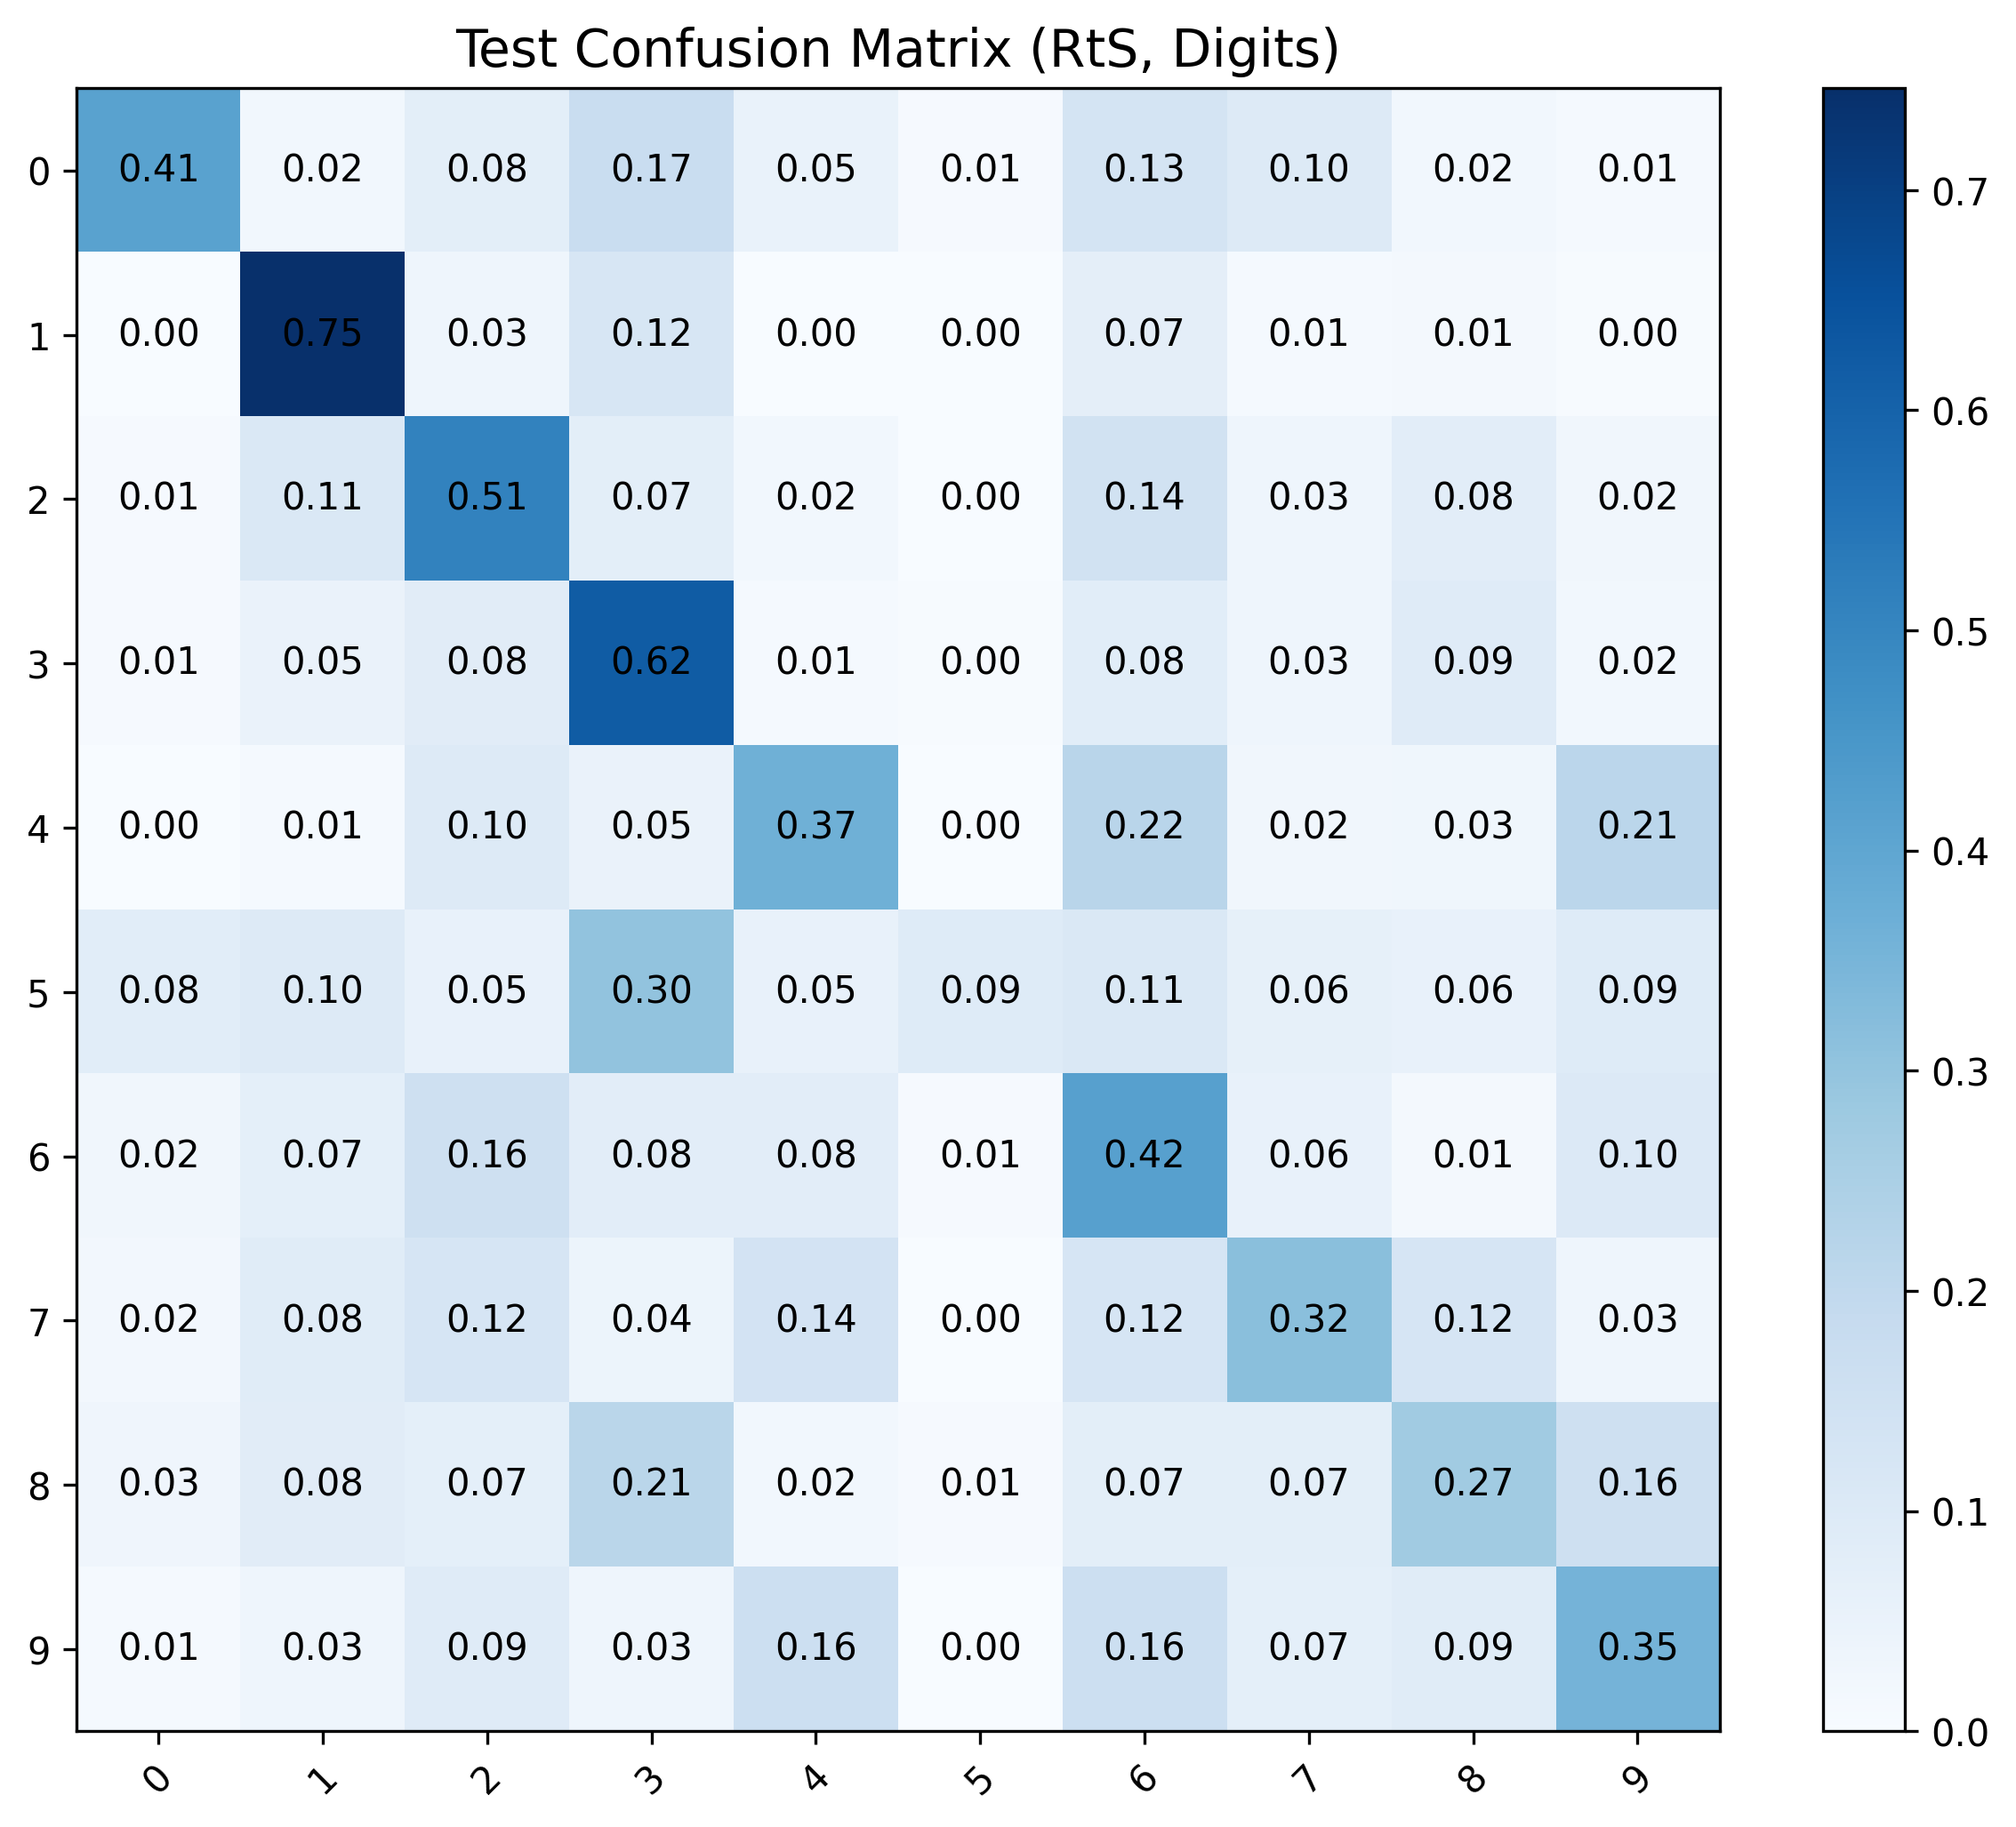 Test Confusion Matrix (RtS, Digits)
0 0.41 0.02 0.08 0.17 0.05 0.01 0.13 0.10 0.02 0.01
1 0.00 0.75 0.03 0.12 0.00 0.00 0.07 0.01 0.01 0.00
2 0.01 0.11 0.51 0.07 0.02 0.00 0.14 0.03 0.08 0.02
3 0.01 0.05 0.08 0.62 0.01 0.00 0.08 0.03 0.09 0.02
4 0.00 0.01 0.10 0.05 0.37 0.00 0.22 0.02 0.03 0.21
5 0.08 0.10 0.05 0.30 0.05 0.09 0.11 0.06 0.06 0.09
6 0.02 0.07 0.16 0.08 0.08 0.01 0.42 0.06 0.01 0.10
7 0.02 0.08 0.12 0.04 0.14 0.00 0.12 0.32 0.12 0.03
8 0.03 0.08 0.07 0.21 0.02 0.01 0.07 0.07 0.27 0.16
9 0.01 0.03 0.09 0.03 0.16 0.00 0.16 0.07 0.09 0.35
0 1 2 3 4 5 6 7 8 9
0.7
0.6
0.5
0.4
0.3
0.2
0.1
0.0